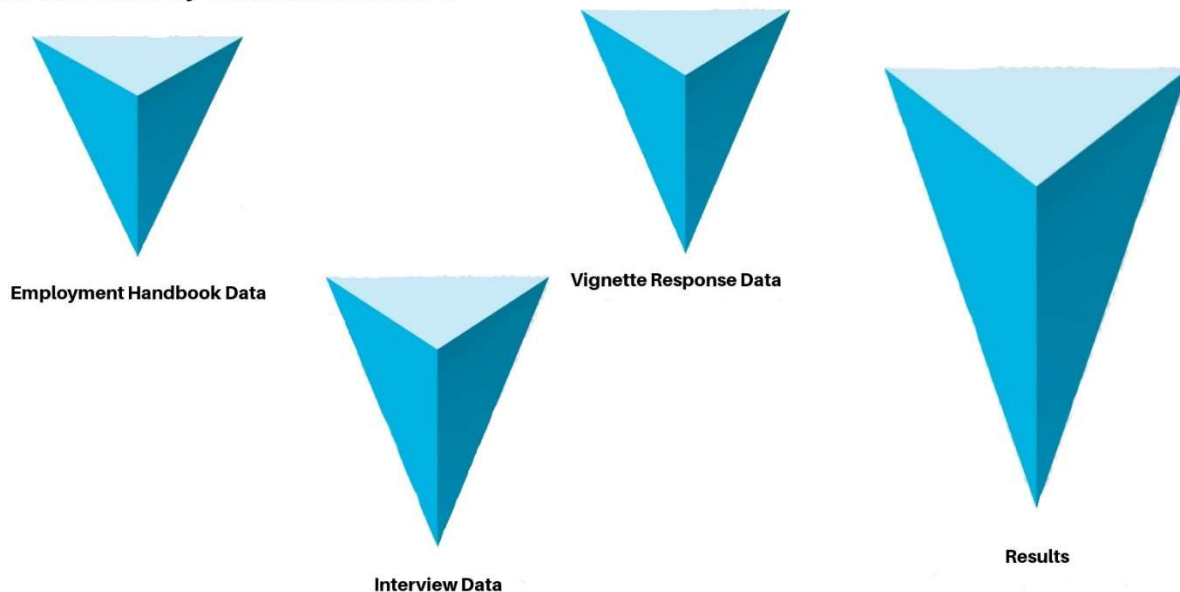 Employment Handbook Data
Vignette Response Data
Interview Data
Results